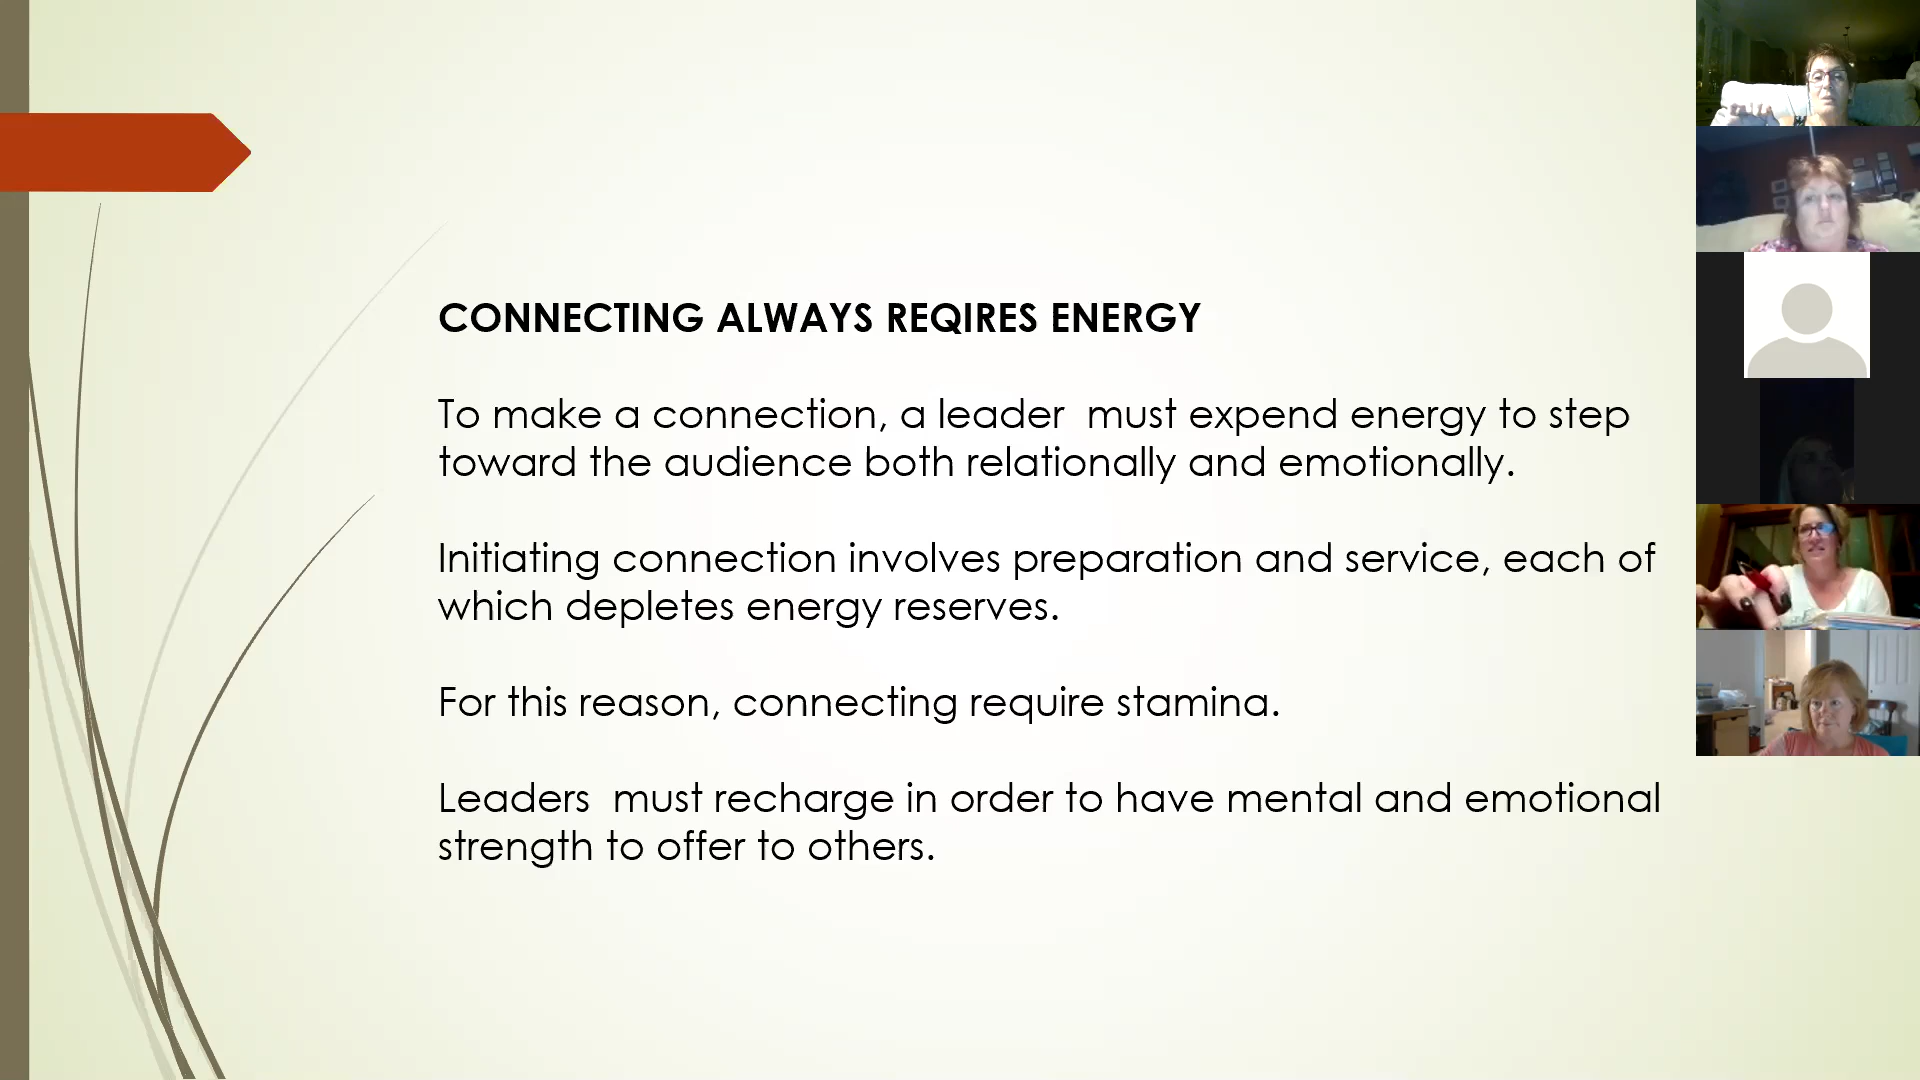 CONNECTING ALWAYS REQIRES ENERGY
To make a connection, a leader  must expend energy to step
toward the audience both relationally and emotionally.
Initiating connection involves preparation and service, each of
which depletes energy reserves.
For this reason, connecting require stamina.
Leaders  must recharge in order to have mental and emotional
strength to offer to others.